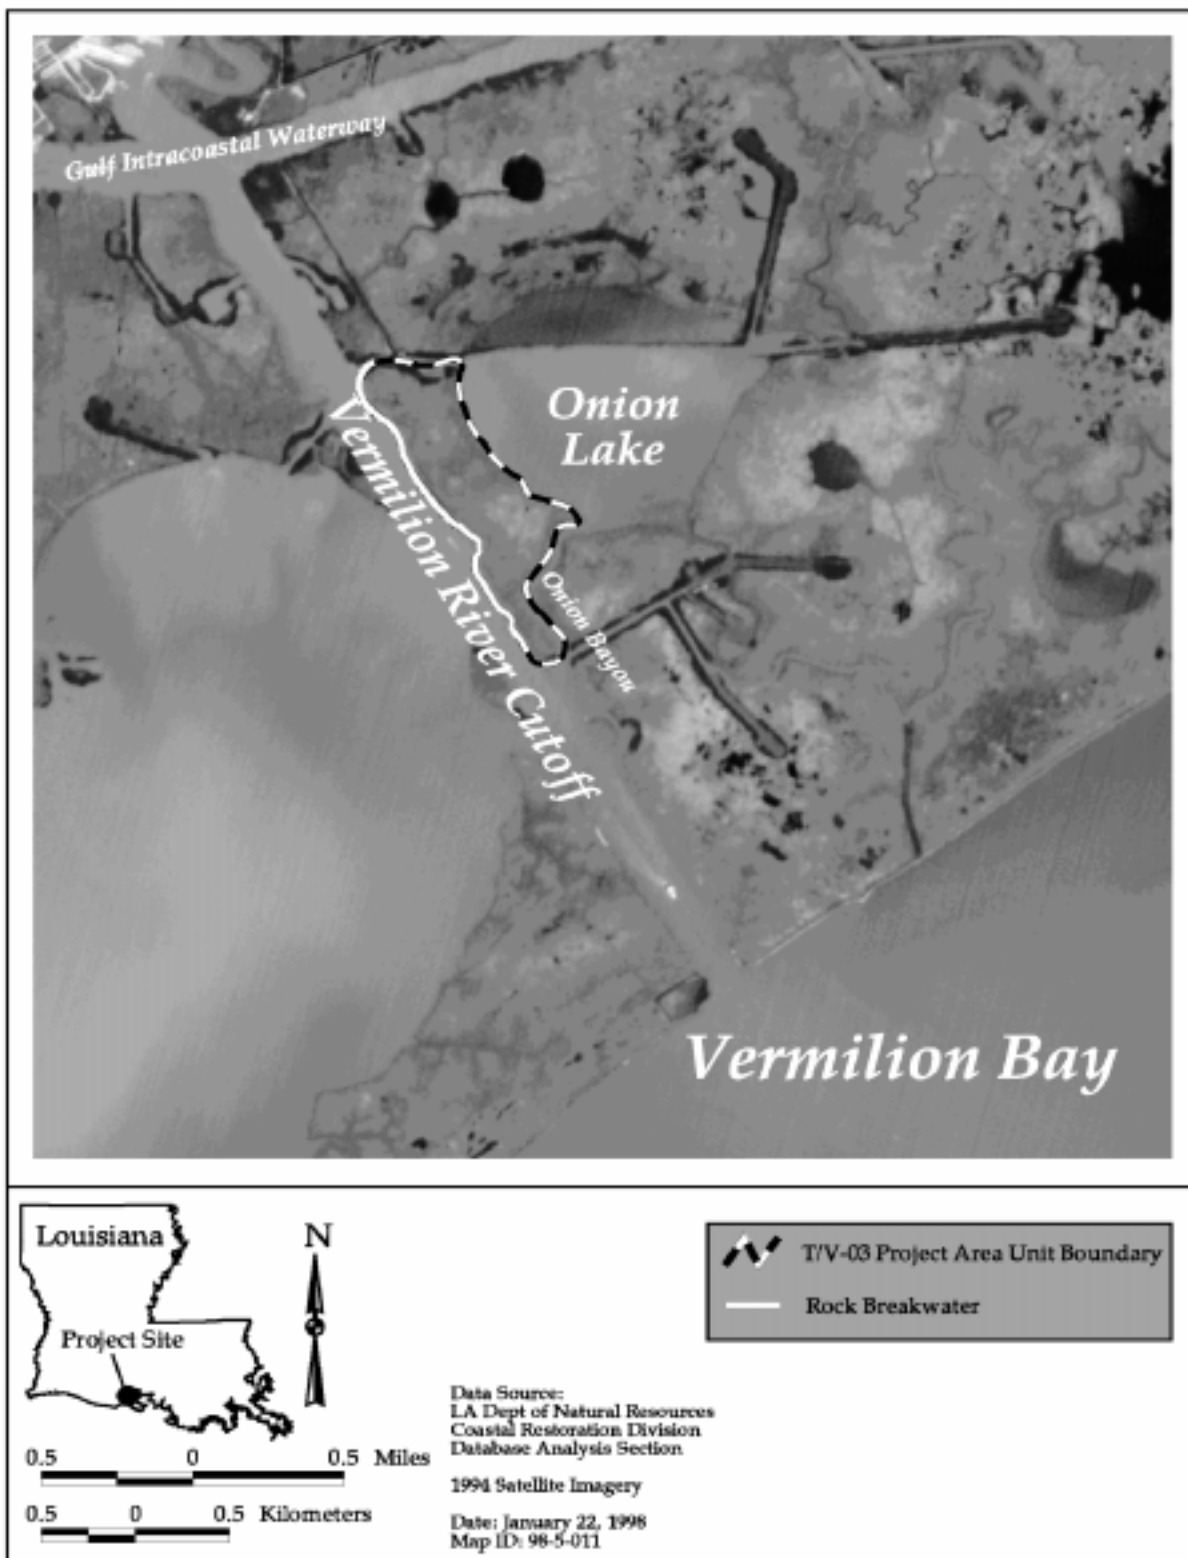 Gulf Intracoastal Waterway
Onion
Lake
Vermilion River Cutoff
Onion Bayou
Vermilion Bay
Louisiana
Project Site
N
T/V-03 Project Area Unit Boundary
Rock Breakwater
0.5 0 0.5 Miles
0.5 0 0.5 Kilometers
Data Source:
LA Dept of Natural Resources
Coastal Restoration Division
Database Analysis Section
1994 Satellite Imagery
Date: January 22, 1998
Map ID: 98-5-011